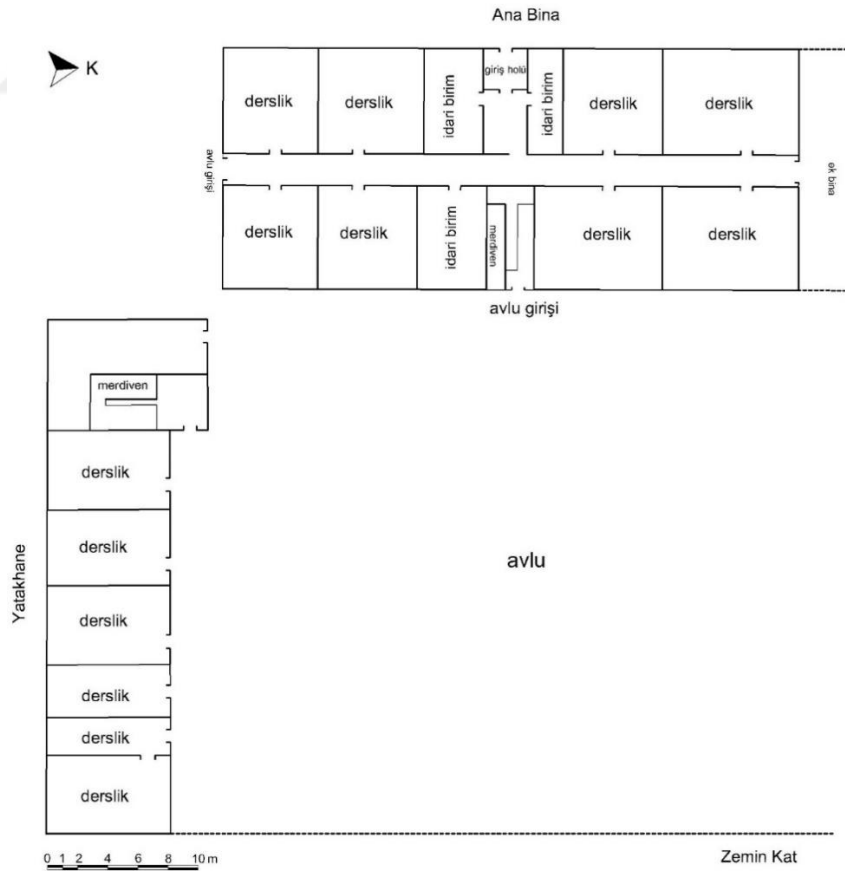 Ana Bina
K
derslik
derslik
idari birim
giriş holü
idari birim
derslik
derslik
avlu girişi
ek bina
derslik
derslik
idari birim
merdiven
derslik
derslik
avlu girişi
merdiven
derslik
derslik
derslik
derslik
derslik
derslik
Yatakhane
avlu
0 1 2 4 6 8 10 m
Zemin Kat